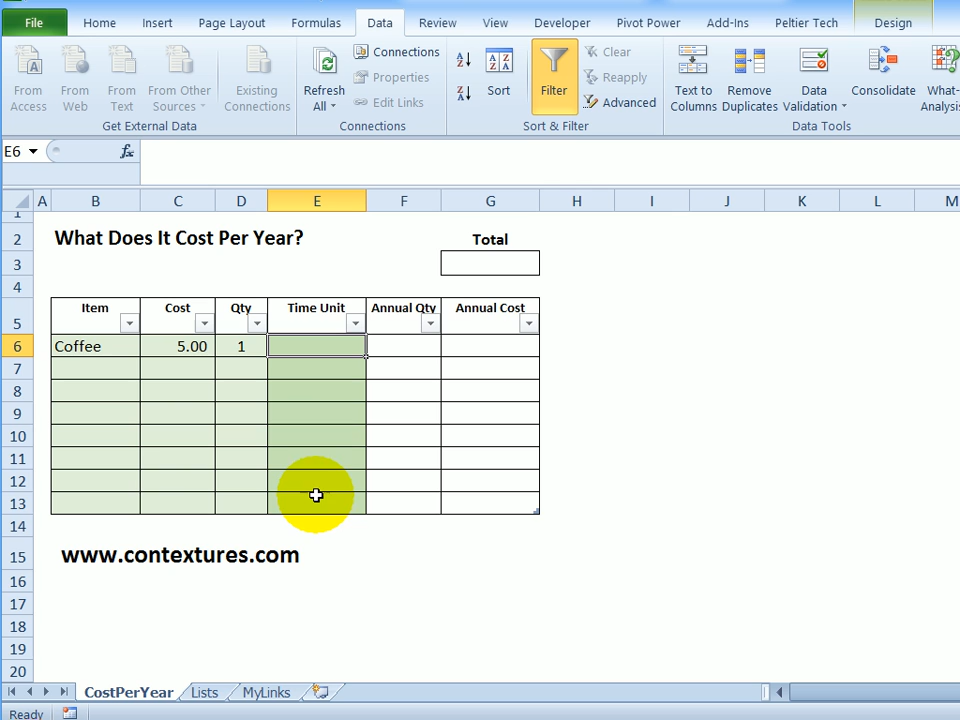 File Home Insert Page Layout Formulas Data Review View Developer Pivot Power Add-Ins Peltier Tech Design
From Access
From Web
From Text
From Other Sources
Existing Connections
Get External Data
Refresh All
Connections
Properties
Edit Links
Connections
Sort
Filter
Clear
Reapply
Advanced
Sort & Filter
Text to Columns
Remove Duplicates
Data Validation
Consolidate
What-
Analysis
Data Tools
E6 fx
A B C D E F G H I J K L M
1
2 What Does It Cost Per Year? Total
3
4
5 Item Cost Qty Time Unit Annual Qty Annual Cost
6 Coffee 5.00 1
7
8
9
10
11
12
13
14
15 www.contextures.com
16
17
18
19
20
CostPerYear Lists MyLinks
Ready